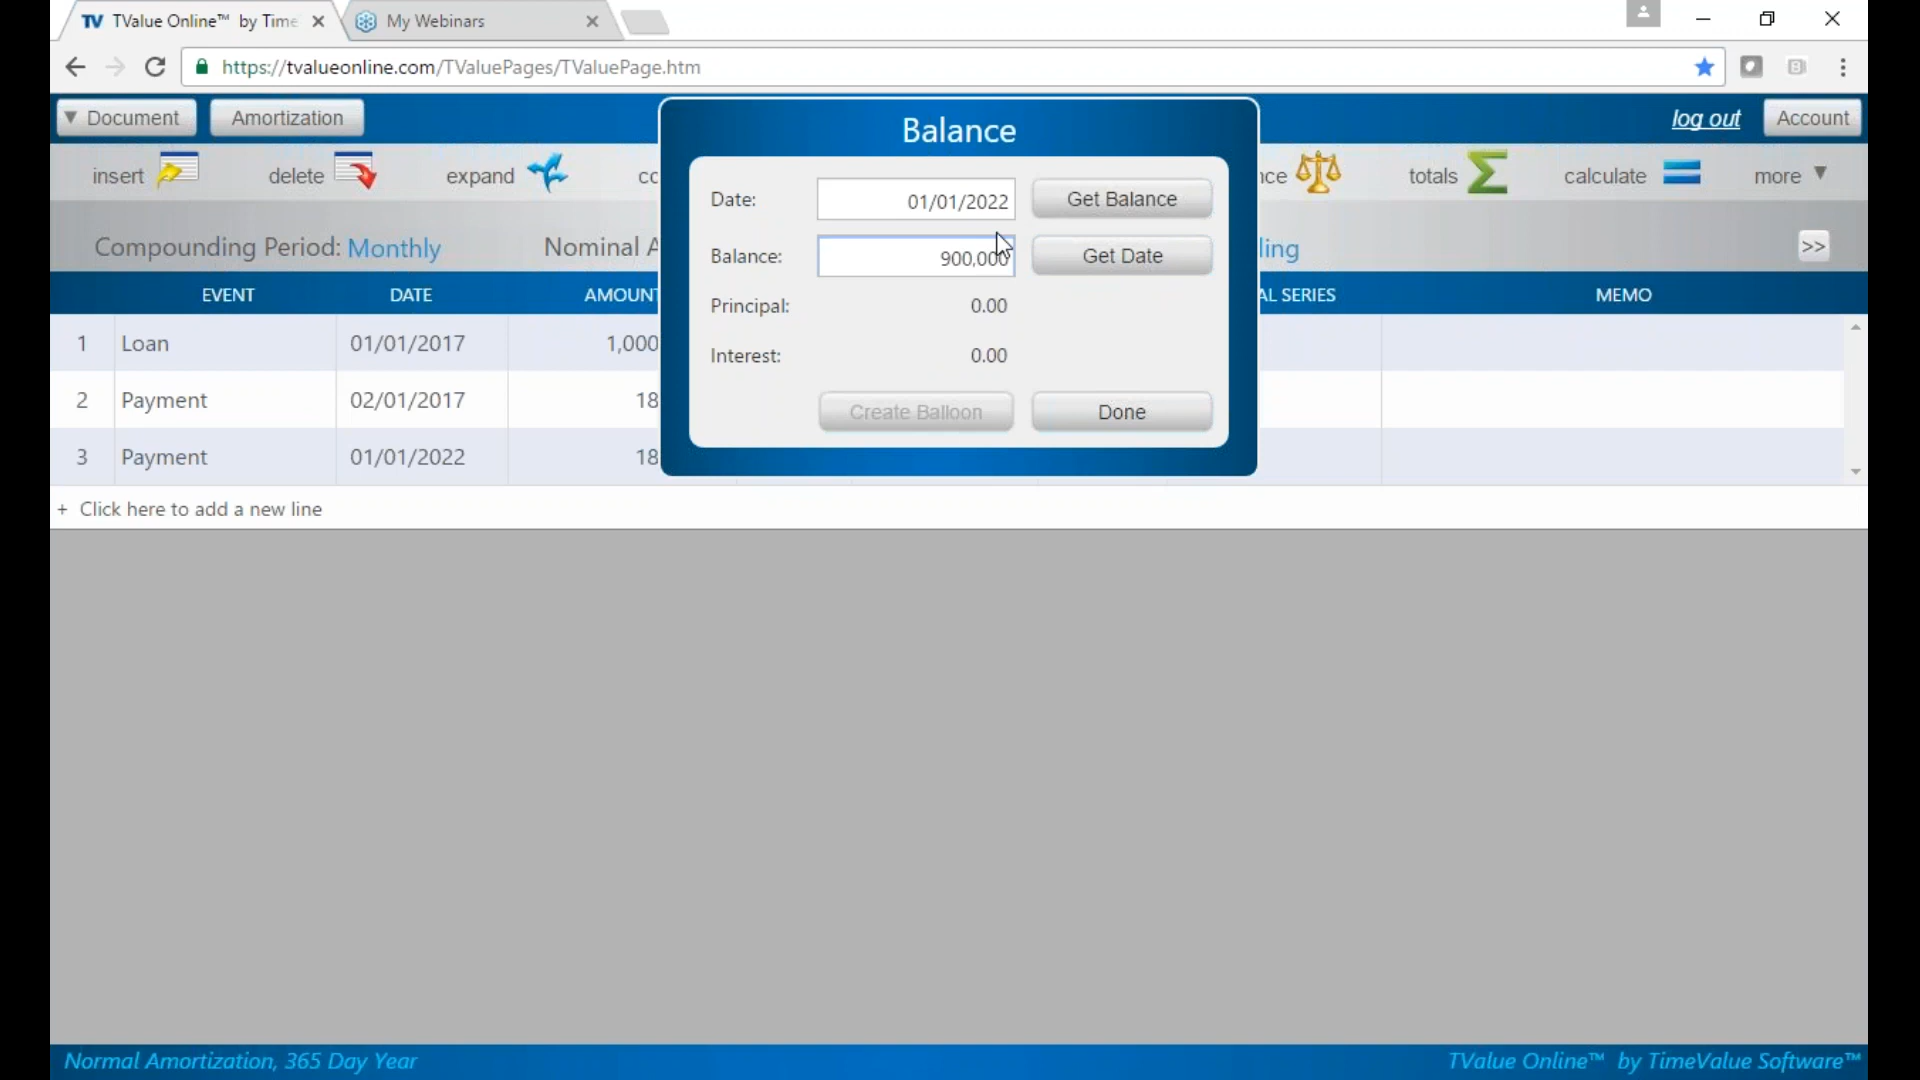 TV TValue Online™ by Time
My Webinars
https://tvalueonline.com/TValuePages/TValuePage.htm
▼ Document
Amortization
Balance
log out
Account
insert
delete
expand
co
Date:
01/01/2022
Get Balance
nce
totals
calculate
more ▼
Compounding Period: Monthly
Nominal A
Balance:
900,000
Get Date
ling
>>
EVENT
DATE
AMOUNT
Principal:
0.00
AL SERIES
MEMO
1 Loan 01/01/2017 1,000
Interest:
0.00
2 Payment 02/01/2017 18
Create Balloon
Done
3 Payment 01/01/2022 18
+ Click here to add a new line
Normal Amortization, 365 Day Year
TValue Online™ by TimeValue Software™